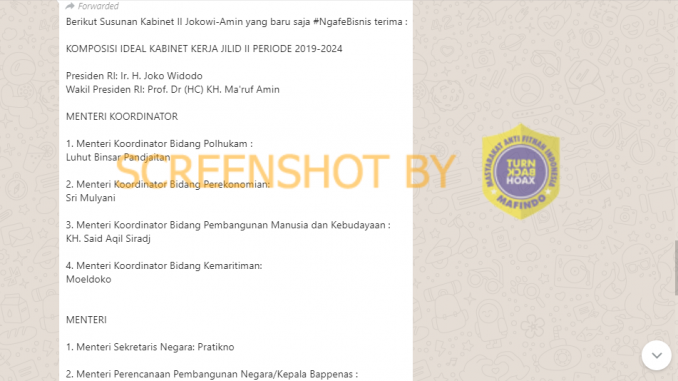 Forwarded
Berikut Susunan Kabinet II Jokowi-Amin yang baru saja #NgafeBisnis terima :
KOMPOSISI IDEAL KABINET KERJA JILID II PERIODE 2019-2024
Presiden RI: Ir. H. Joko Widodo
Wakil Presiden RI: Prof. Dr (HC) KH. Ma'ruf Amin
MENTERI KOORDINATOR
1. Menteri Koordinator Bidang Polhukam :
Luhut Binsar Pandjaitan
SCREENSHOT BY
MASYARAKAT ANTI FITNAH INDONESIA
TURN
BACK
HOAX
MAFINDO
2. Menteri Koordinator Bidang Perekonomian:
Sri Mulyani
3. Menteri Koordinator Bidang Pembangunan Manusia dan Kebudayaan :
KH. Said Aqil Siradj
4. Menteri Koordinator Bidang Kemaritiman:
Moeldoko
MENTERI
1. Menteri Sekretaris Negara: Pratikno
2. Menteri Perencanaan Pembangunan Negara/Kepala Bappenas :